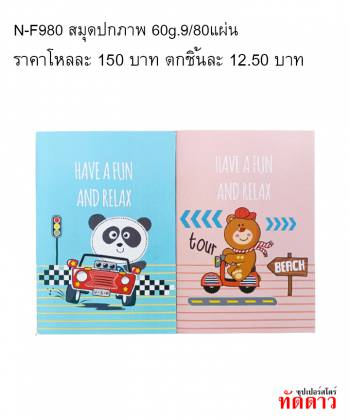 N-F980 สมุดปกภาพ 60g.9/80แผ่น
ราคาโหลละ 150 บาท ตกชิ้นละ 12.50 บาท
HAVE A FUN
AND RELAX
HAVE A FUN
AND RELAX
tour
BEACH
ซุปเปอร์สโตร์
ทัดดาว